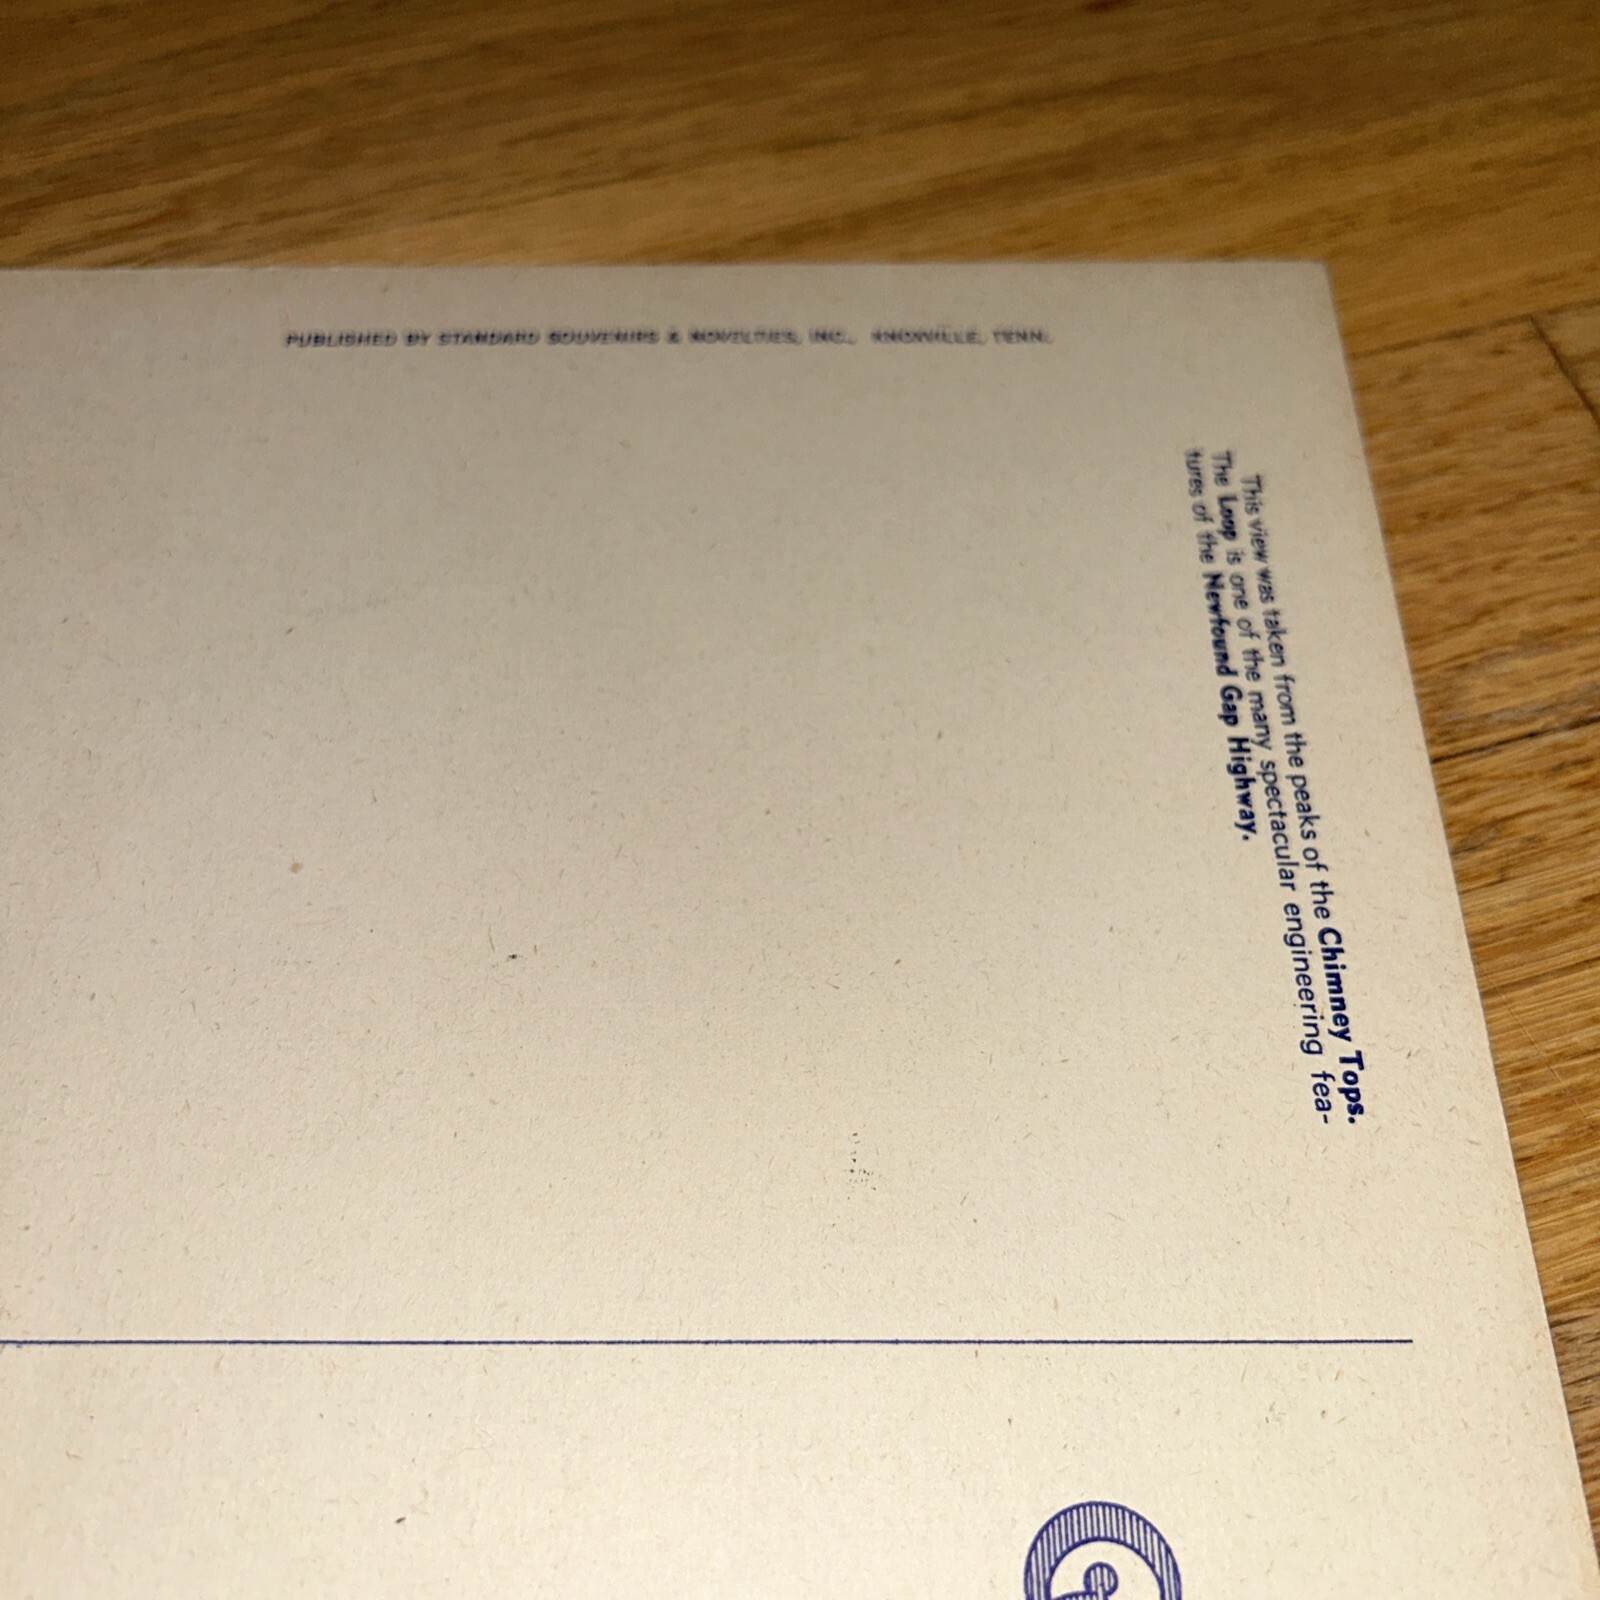 PUBLISHED BY STANDARD SOUVENIRS & NOVELTIES, INC., KNOXVILLE, TENN.
This view was taken from the peaks of the Chimney Tops.
The Loop is one of the many spectacular engineering fea-
tures of the Newfound Gap Highway.